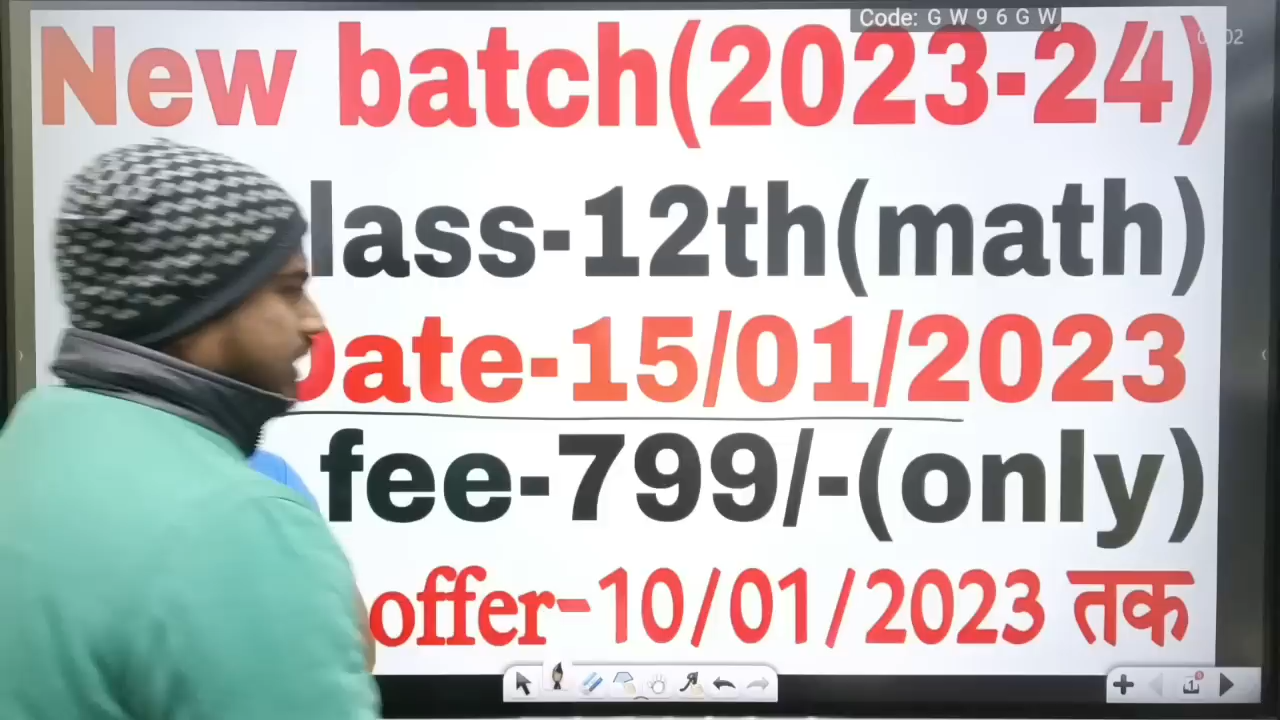 Code: G W 9 6 G W
New batch(2023-24)
lass-12th(math)
Date-15/01/2023
fee-799/-(only)
offer-10/01/2023 तक